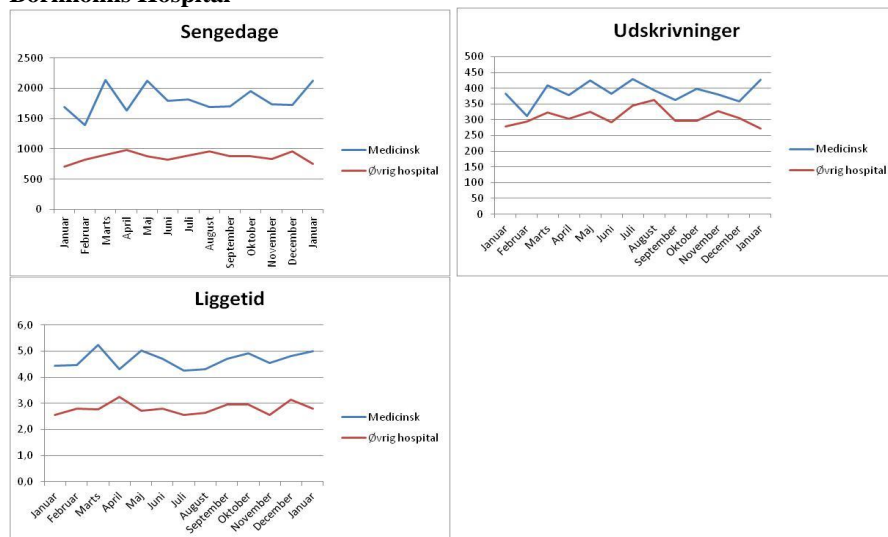 Bornholms Hospital
Sengedage
2500
2000
1500
1000
500
0
Januar
Februar
Marts
April
Maj
Juni
Juli
August
September
Oktober
November
December
Januar
Medicinsk
Øvrig hospital
Udskrivninger
500
450
400
350
300
250
200
150
100
50
0
Januar
Februar
Marts
April
Maj
Juni
Juli
August
September
Oktober
November
December
Januar
Medicinsk
Øvrig hospital
Liggetid
6,0
5,0
4,0
3,0
2,0
1,0
0,0
Januar
Februar
Marts
April
Maj
Juni
Juli
August
September
Oktober
November
December
Januar
Medicinsk
Øvrig hospital